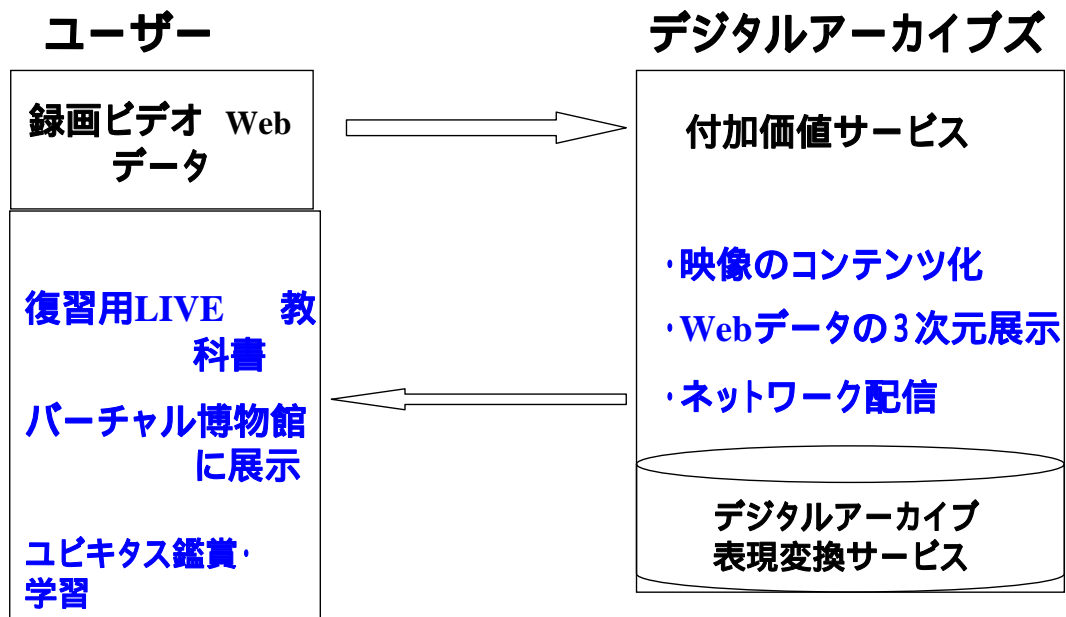 ユーザー
録画ビデオ Web
データ
復習用LIVE 教
科書
バーチャル博物館
に展示
ユビキタス鑑賞・
学習
デジタルアーカイブズ
付加価値サービス
・映像のコンテンツ化
・Webデータの3次元展示
・ネットワーク配信
デジタルアーカイブ
表現変換サービス